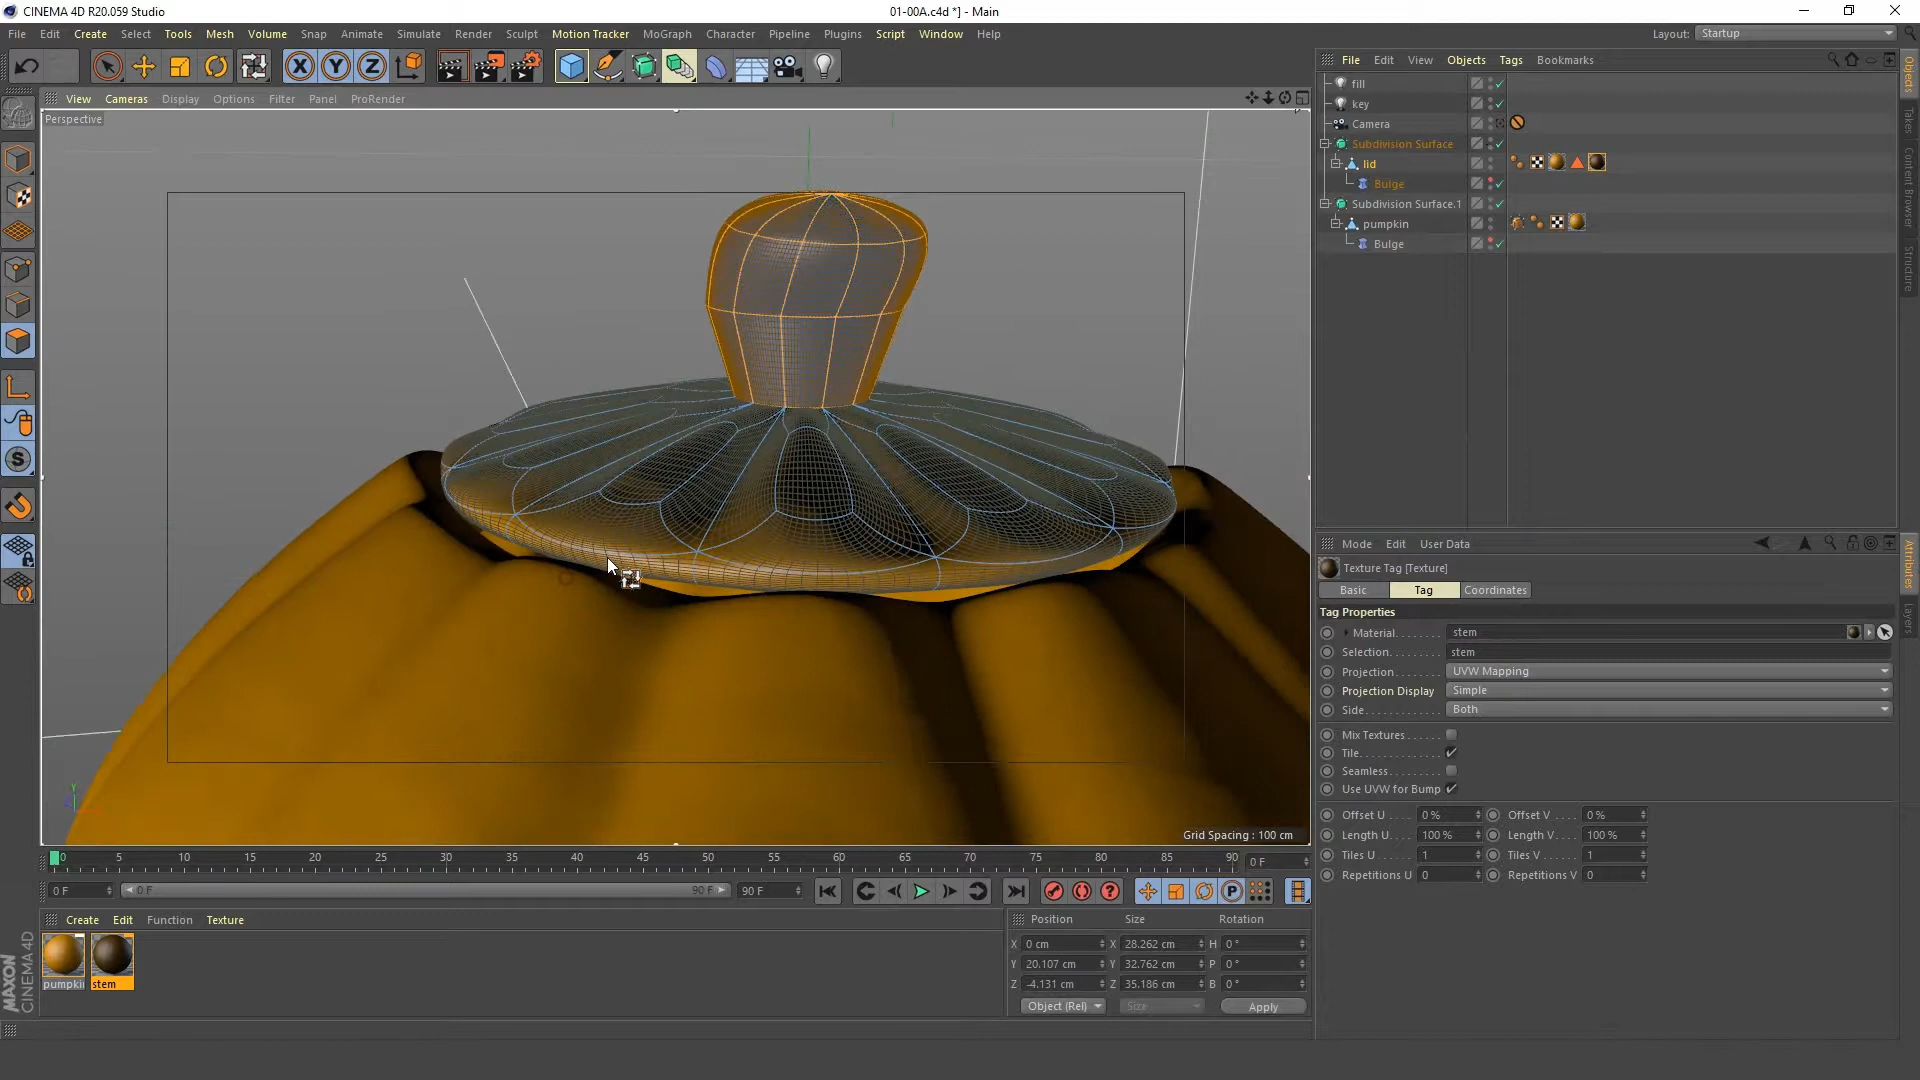 CINEMA 4D R20.059 Studio
01-00A.c4d *] - Main
File Edit Create Select Tools Mesh Volume Snap Animate Simulate Render Sculpt Motion Tracker MoGraph Character Pipeline Plugins Script Window Help
Layout: Startup
X Y Z
File Edit View Objects Tags Bookmarks
View Cameras Display Options Filter Panel ProRender
Perspective
fill
key
Camera
Subdivision Surface
lid
Bulge
Subdivision Surface.1
pumpkin
Bulge
Objects
Takes
Content Browser
Structure
S
Y
Grid Spacing : 100 cm
Mode Edit User Data
Texture Tag [Texture]
Basic Tag Coordinates
Tag Properties
Material stem
Selection stem
Projection UVW Mapping
Projection Display Simple
Side Both
Mix Textures
Tile
Seamless
Use UVW for Bump
Offset U 0 % Offset V 0 %
Length U 100 % Length V 100 %
Tiles U 1 Tiles V 1
Repetitions U 0 Repetitions V 0
Attributes
Layers
0 5 10 15 20 25 30 35 40 45 50 55 60 65 70 75 80 85 90 0 F
0 F 0 F 90 F 90 F
P
Create Edit Function Texture
pumpkin
stem
MAXON
CINEMA 4D
Position Size Rotation
X 0 cm X 28.262 cm H 0 °
Y 20.107 cm Y 32.762 cm P 0 °
Z -4.131 cm Z 35.186 cm B 0 °
Object (Rel) Size Apply